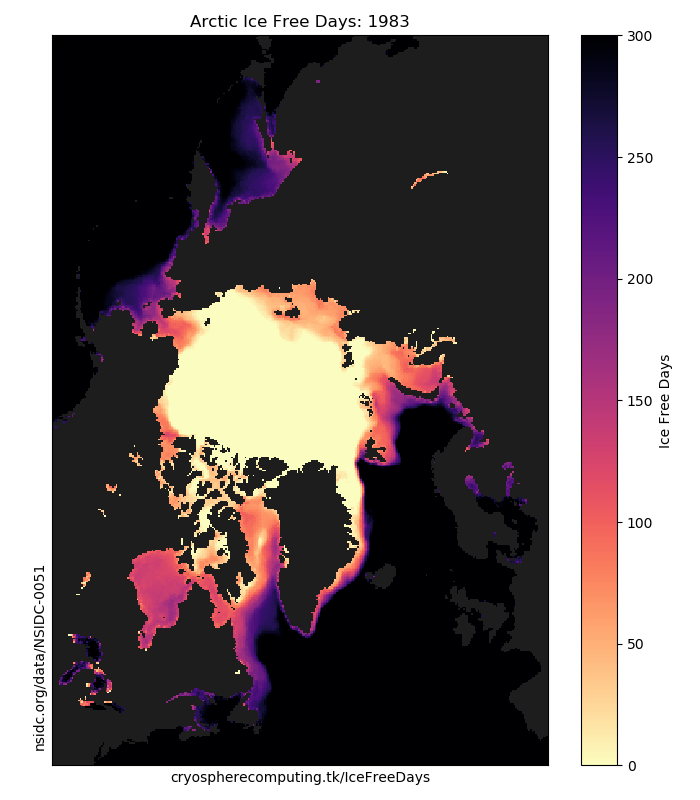 Arctic Ice Free Days: 1983
300
250
200
150
100
50
0
Ice Free Days
nsidc.org/data/NSIDC-0051
cryospherecomputing.tk/IceFreeDays